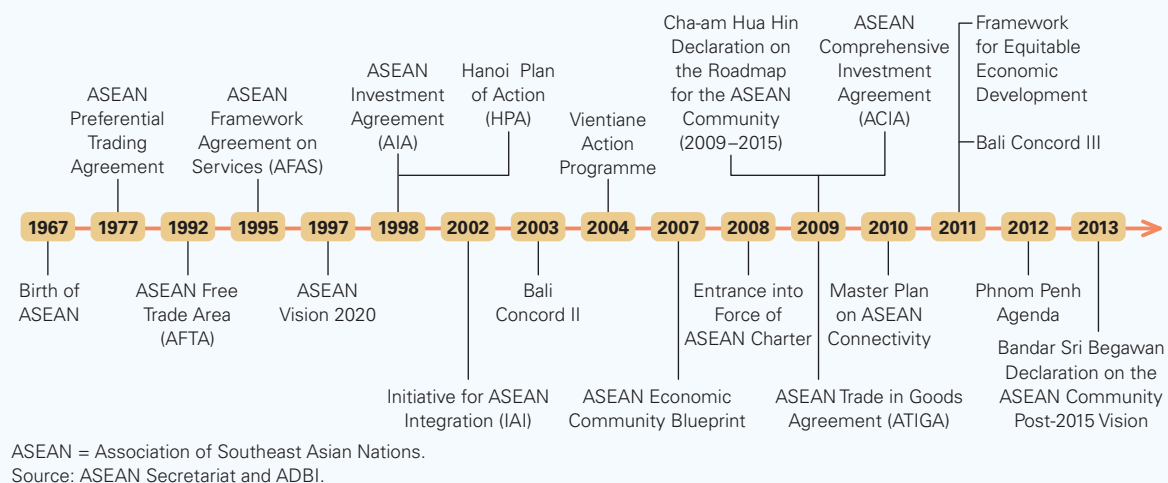 ASEAN
Preferential
Trading
Agreement
ASEAN
Framework
Agreement on
Services (AFAS)
ASEAN
Investment
Agreement
(AIA)
Hanoi Plan
of Action
(HPA)
Vientiane
Action
Programme
Cha-am Hua Hin
Declaration on
the Roadmap
for the ASEAN
Community
(2009–2015)
ASEAN
Comprehensive
Investment
Agreement
(ACIA)
Framework
for Equitable
Economic
Development
Bali Concord III
1967 1977 1992 1995 1997 1998 2002 2003 2004 2007 2008 2009 2010 2011 2012 2013
Birth of
ASEAN
ASEAN Free
Trade Area
(AFTA)
ASEAN
Vision 2020
Initiative for ASEAN
Integration (IAI)
Bali
Concord II
ASEAN Economic
Community Blueprint
Entrance into
Force of
ASEAN Charter
ASEAN Trade in Goods
Agreement (ATIGA)
Master Plan
on ASEAN
Connectivity
Phnom Penh
Agenda
Bandar Sri Begawan
Declaration on the
ASEAN Community
Post-2015 Vision
ASEAN = Association of Southeast Asian Nations.
Source: ASEAN Secretariat and ADBI.